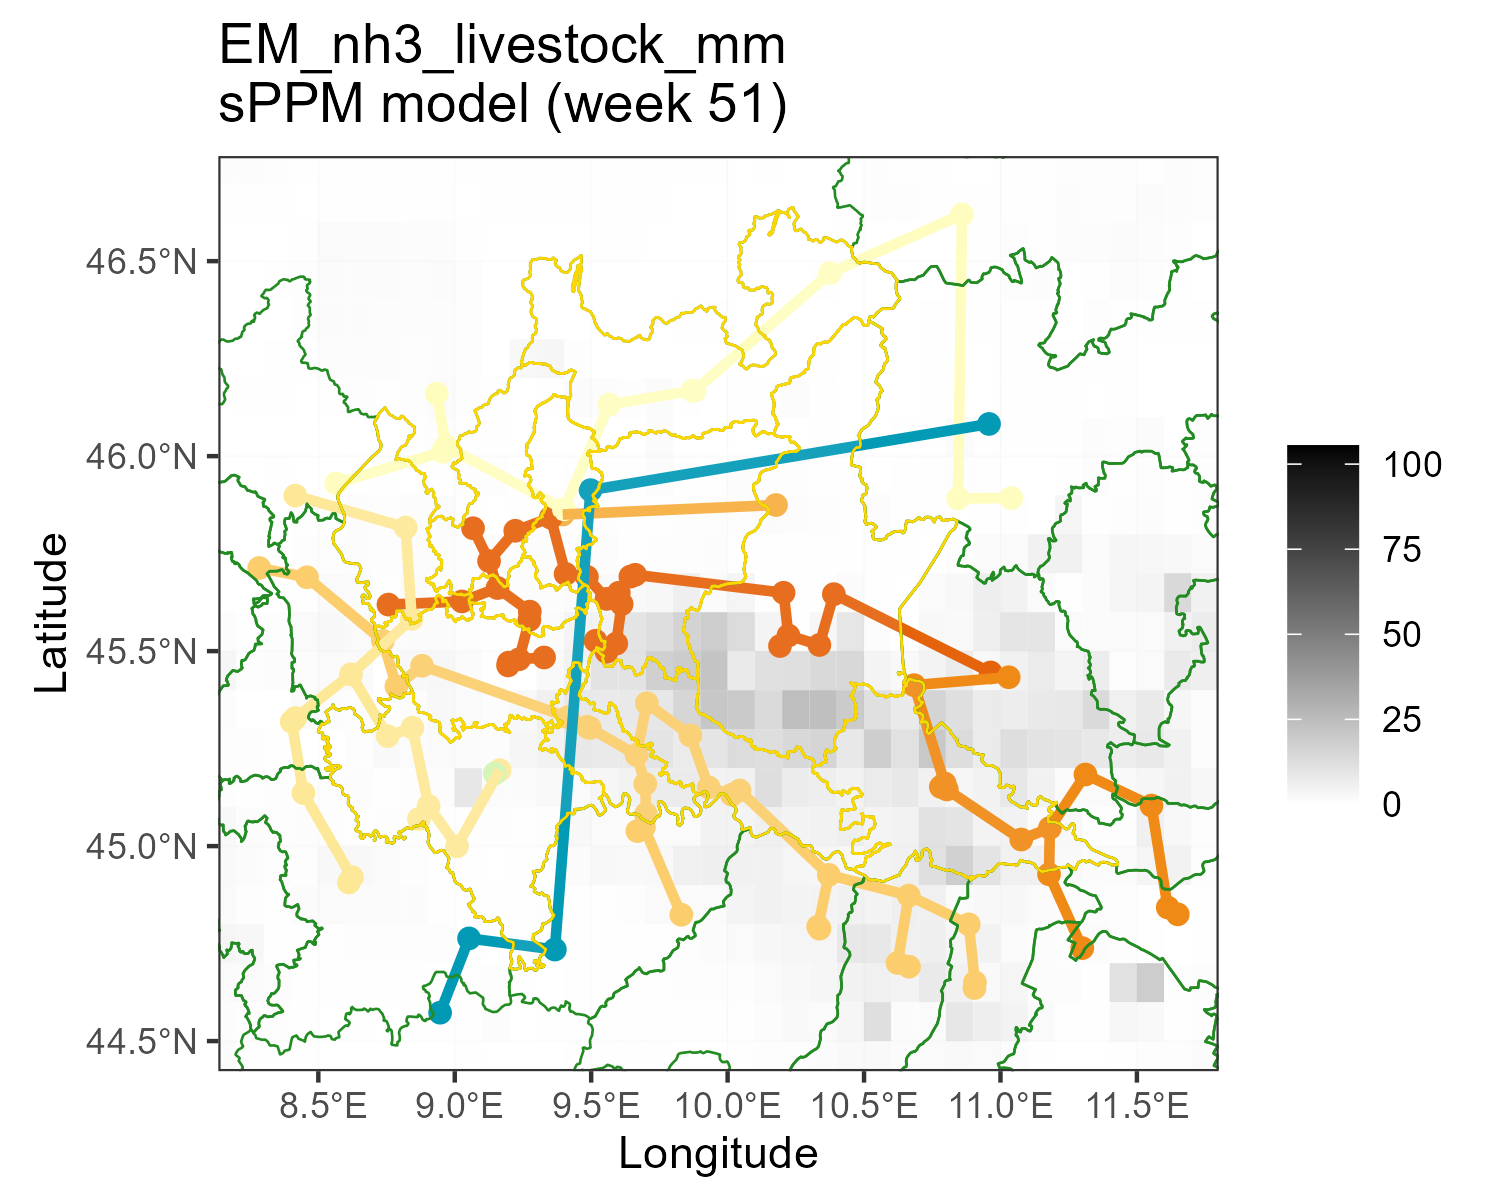 EM_nh3_livestock_mm
sPPM model (week 51)
46.5°N
46.0°N
45.5°N
45.0°N
44.5°N
Latitude
8.5°E 9.0°E 9.5°E 10.0°E 10.5°E 11.0°E 11.5°E
Longitude
100
75
50
25
0